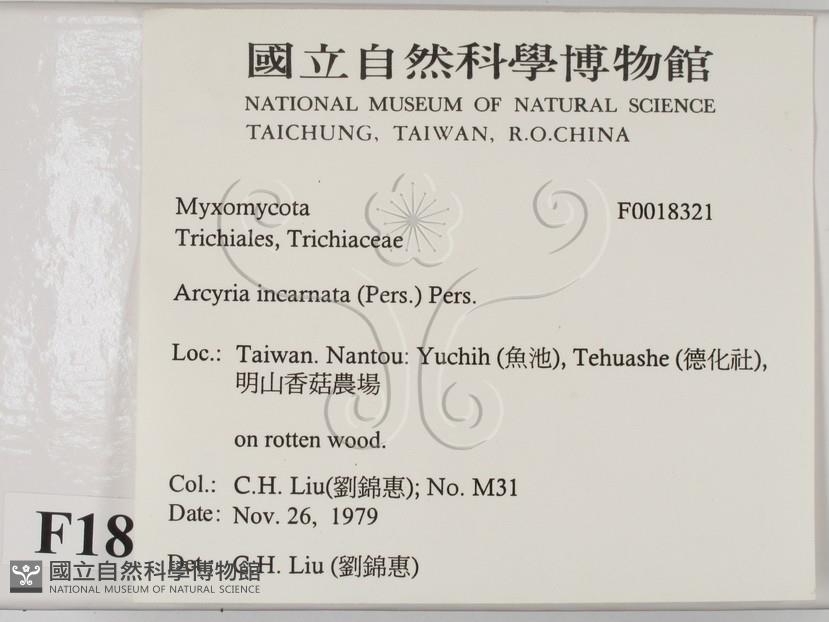 國立自然科學博物館
NATIONAL MUSEUM OF NATURAL SCIENCE
TAICHUNG, TAIWAN, R.O.CHINA
Myxomycota F0018321
Trichiales, Trichiaceae
Arcyria incarnata (Pers.) Pers.
Loc.: Taiwan. Nantou: Yuchih (魚池), Tehuashe (德化社),
明山香菇農場
on rotten wood.
Col.: C.H. Liu(劉錦惠); No. M31
Date: Nov. 26, 1979
Det.: C.H. Liu (劉錦惠)
F18
國立自然科學博物館
NATIONAL MUSEUM OF NATURAL SCIENCE